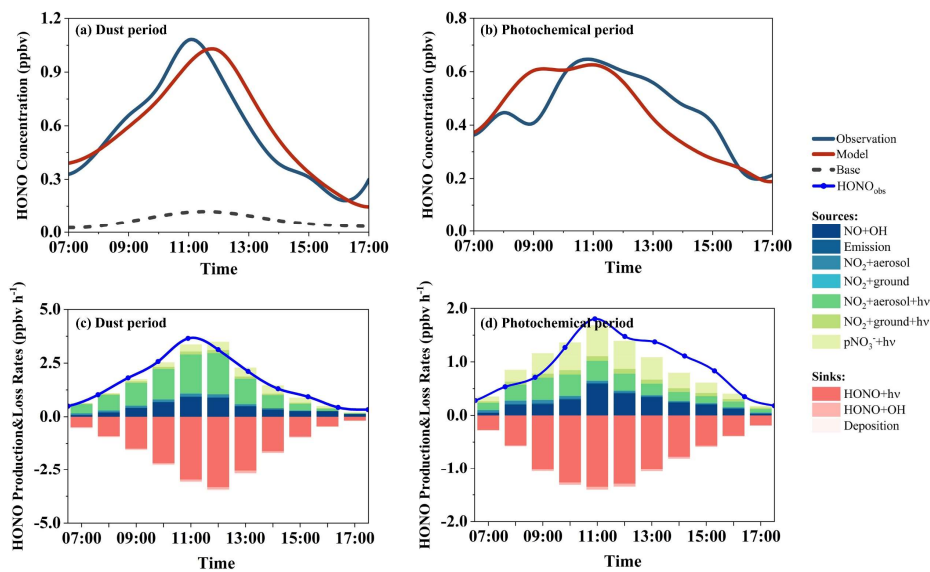 (a) Dust period
HONO Concentration (ppbv)
1.2
0.9
0.6
0.3
0.0
07:00 09:00 11:00 13:00 15:00 17:00
Time
(b) Photochemical period
HONO Concentration (ppbv)
0.8
0.6
0.4
0.2
0.0
07:00 09:00 11:00 13:00 15:00 17:00
Time
Observation
Model
Base
HONOobs
Sources:
NO+OH
Emission
NO₂+aerosol
NO₂+ground
NO₂+aerosol+hν
NO₂+ground+hν
pNO₃⁻+hν
Sinks:
HONO+hν
HONO+OH
Deposition
(c) Dust period
HONO Production&Loss Rates (ppbv h⁻¹)
5.0
2.5
0.0
-2.5
-5.0
07:00 09:00 11:00 13:00 15:00 17:00
Time
(d) Photochemical period
HONO Production&Loss Rates (ppbv h⁻¹)
2.0
1.0
0.0
-1.0
-2.0
07:00 09:00 11:00 13:00 15:00 17:00
Time